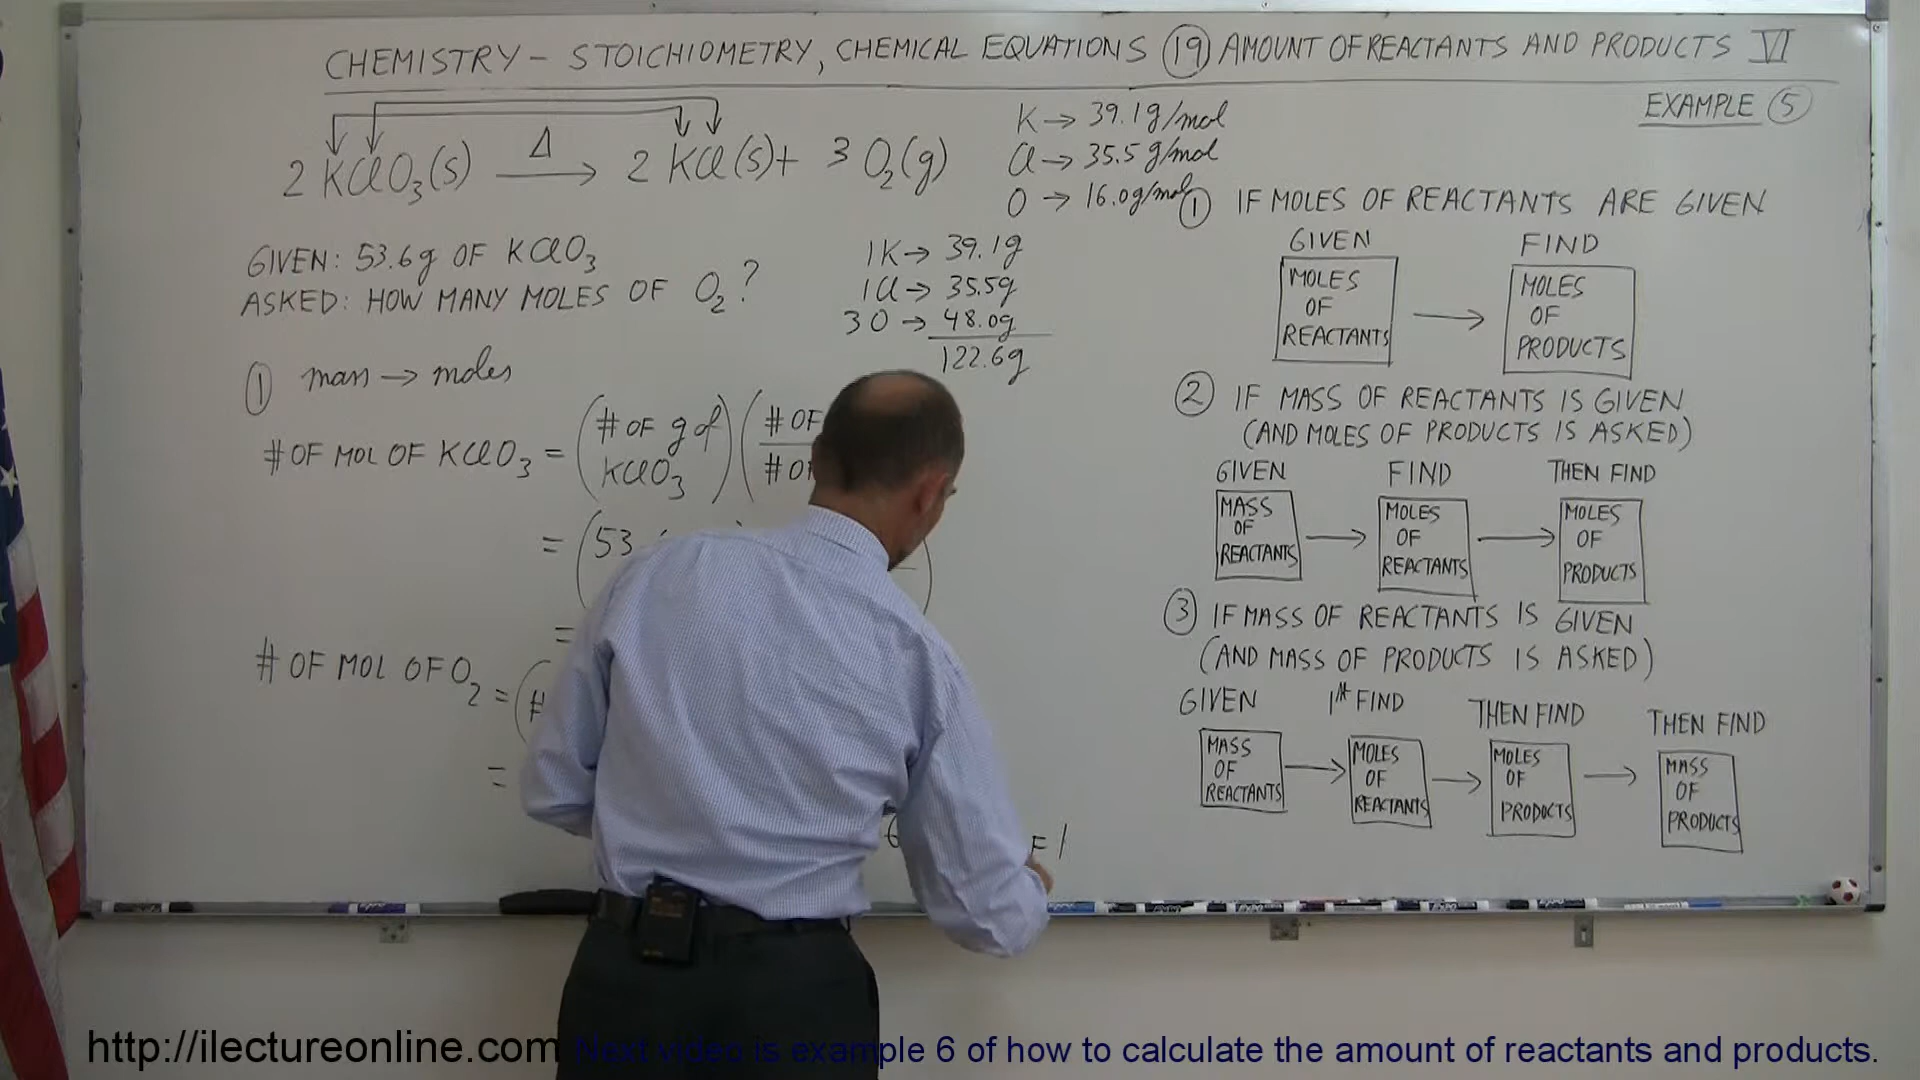 CHEMISTRY – STOICHIOMETRY, CHEMICAL EQUATIONS (19) AMOUNT OF REACTANTS AND PRODUCTS VI
EXAMPLE (5)
2 KClO₃(s) Δ → 2 KCl(s) + 3 O₂(g)
K → 39.1 g/mol
Cl → 35.5 g/mol
O → 16.0 g/mol
GIVEN: 53.6g OF KClO₃
ASKED: HOW MANY MOLES OF O₂?
1K → 39.1g
1Cl → 35.5g
3O → 48.0g
122.6g
(1) mass → moles
# OF MOL OF KClO₃ = (# OF g of KClO₃)(# OF
# OF
= (53
=
# OF MOL OF O₂ = (#
=
(1) IF MOLES OF REACTANTS ARE GIVEN
GIVEN FIND
MOLES OF REACTANTS → MOLES OF PRODUCTS
(2) IF MASS OF REACTANTS IS GIVEN
(AND MOLES OF PRODUCTS IS ASKED)
GIVEN FIND THEN FIND
MASS OF REACTANTS → MOLES OF REACTANTS → MOLES OF PRODUCTS
(3) IF MASS OF REACTANTS IS GIVEN
(AND MASS OF PRODUCTS IS ASKED)
GIVEN 1st FIND THEN FIND THEN FIND
MASS OF REACTANTS → MOLES OF REACTANTS → MOLES OF PRODUCTS → MASS OF PRODUCTS
http://ilectureonline.com Next video is example 6 of how to calculate the amount of reactants and products.